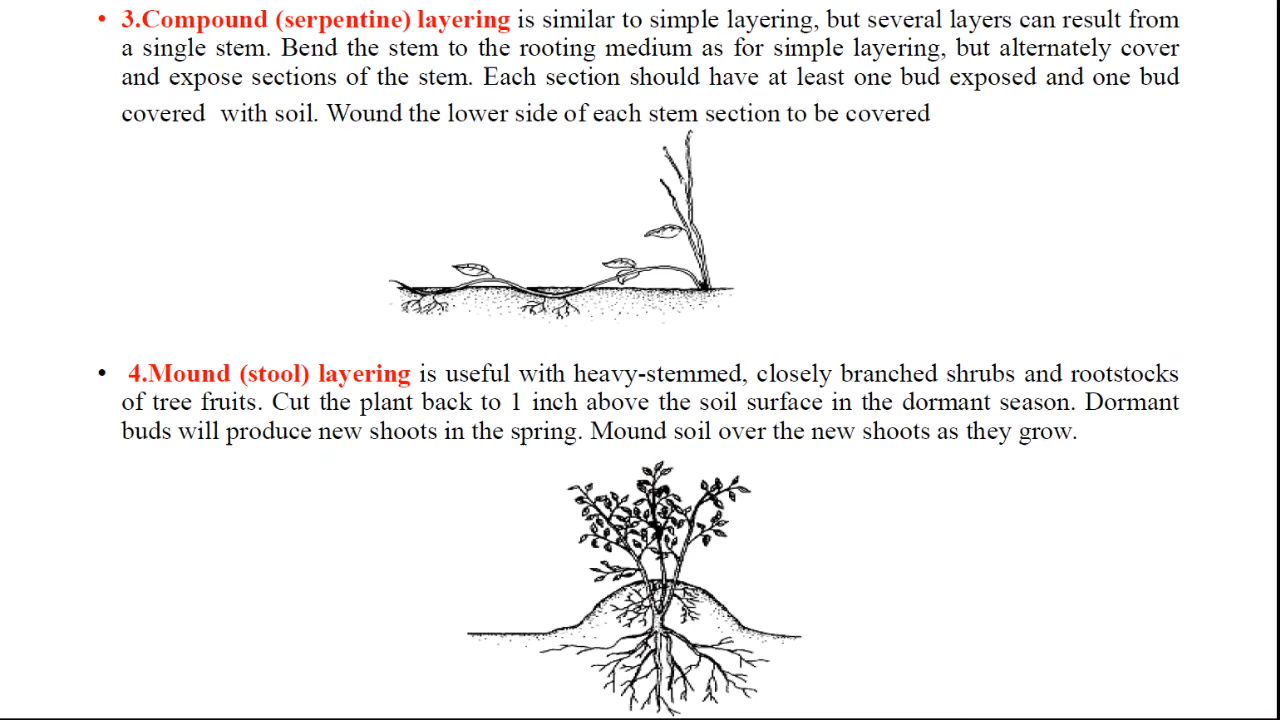 • 3.Compound (serpentine) layering is similar to simple layering, but several layers can result from
a single stem. Bend the stem to the rooting medium as for simple layering, but alternately cover
and expose sections of the stem. Each section should have at least one bud exposed and one bud
covered with soil. Wound the lower side of each stem section to be covered
• 4.Mound (stool) layering is useful with heavy-stemmed, closely branched shrubs and rootstocks
of tree fruits. Cut the plant back to 1 inch above the soil surface in the dormant season. Dormant
buds will produce new shoots in the spring. Mound soil over the new shoots as they grow.